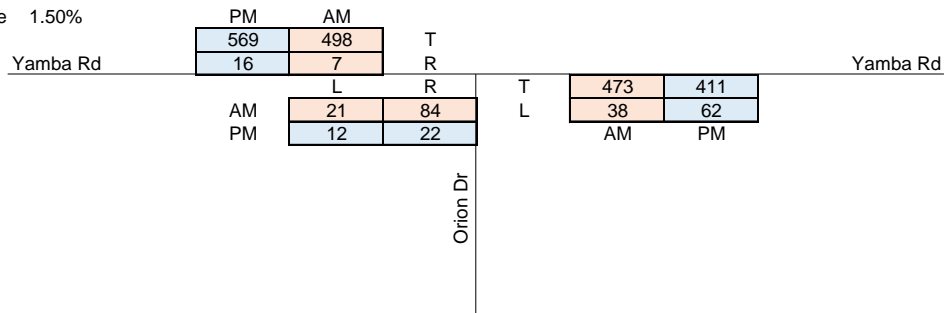 e 1.50%
PM AM
569 498 T
Yamba Rd 16 7 R Yamba Rd
L R T 473 411
AM 21 84 L 38 62
PM 12 22 AM PM
Orion Dr